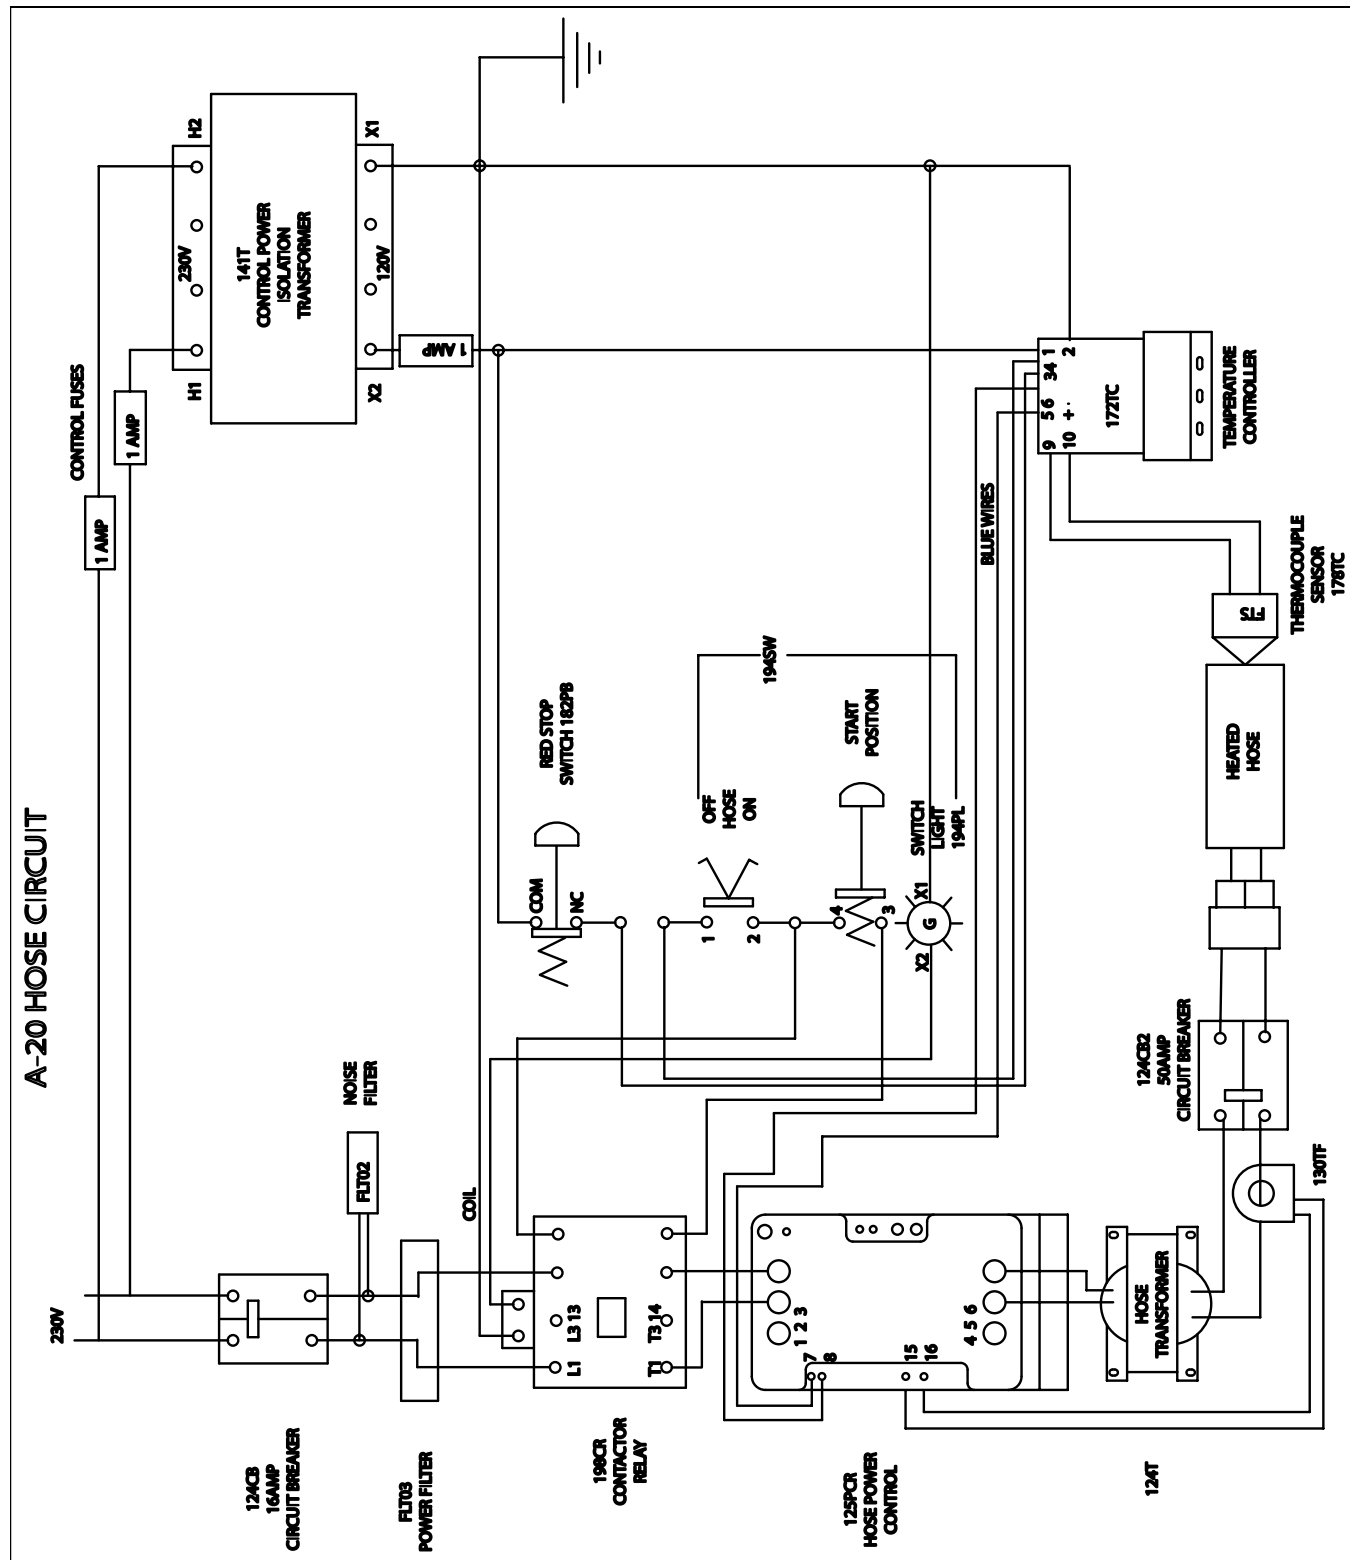 A-20 HOSE CIRCUIT
230V
124CB
16AMP
CIRCUIT BREAKER
FLT03
POWER FILTER
NOISE
FILTER
FLT02
CONTROL FUSES
1 AMP
1 AMP
H1
H2
230V
141T
CONTROL POWER
ISOLATION
TRANSFORMER
120V
X2
X1
1 AMP
COIL
198CR
CONTACTOR
RELAY
L1
L3 13
T1
T3 14
RED STOP
SWITCH 182PB
COM
NC
OFF
HOSE
ON
1
2
194SW
START
POSITION
4
3
SWITCH
LIGHT
194PL
X2
G
X1
125PCR
HOSE POWER
CONTROL
1 2 3
7
8
15
16
4 5 6
BLUE WIRES
9
5 6
34
1
10
+
2
172TC
TEMPERATURE
CONTROLLER
124T
HOSE
TRANSFORMER
130TF
124CB2
50AMP
CIRCUIT BREAKER
HEATED
HOSE
FTS
THERMOCOUPLE
SENSOR
178TC